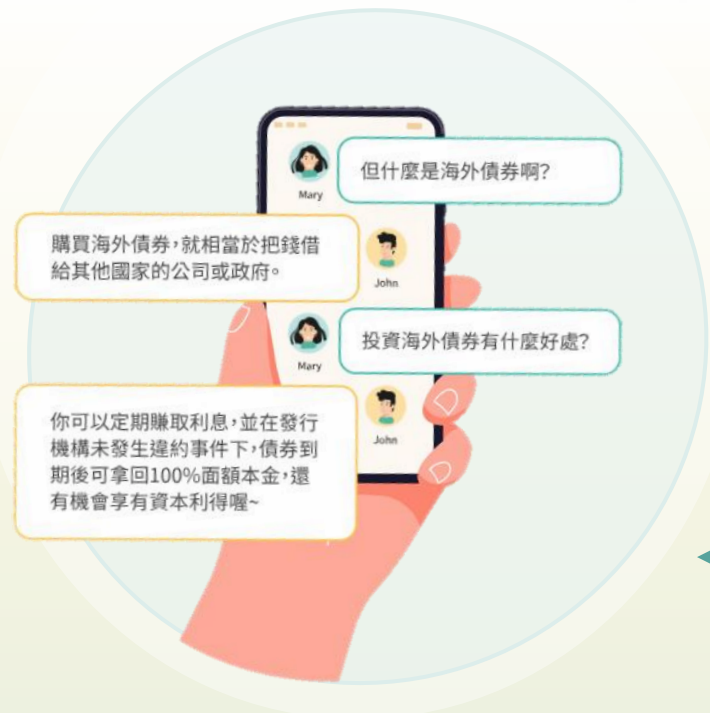 Mary
但什麼是海外債券啊?
購買海外債券,就相當於把錢借
給其他國家的公司或政府。
John
Mary
投資海外債券有什麼好處?
你可以定期賺取利息,並在發行
機構未發生違約事件下,債券到
期後可拿回100%面額本金,還
有機會享有資本利得喔~
John